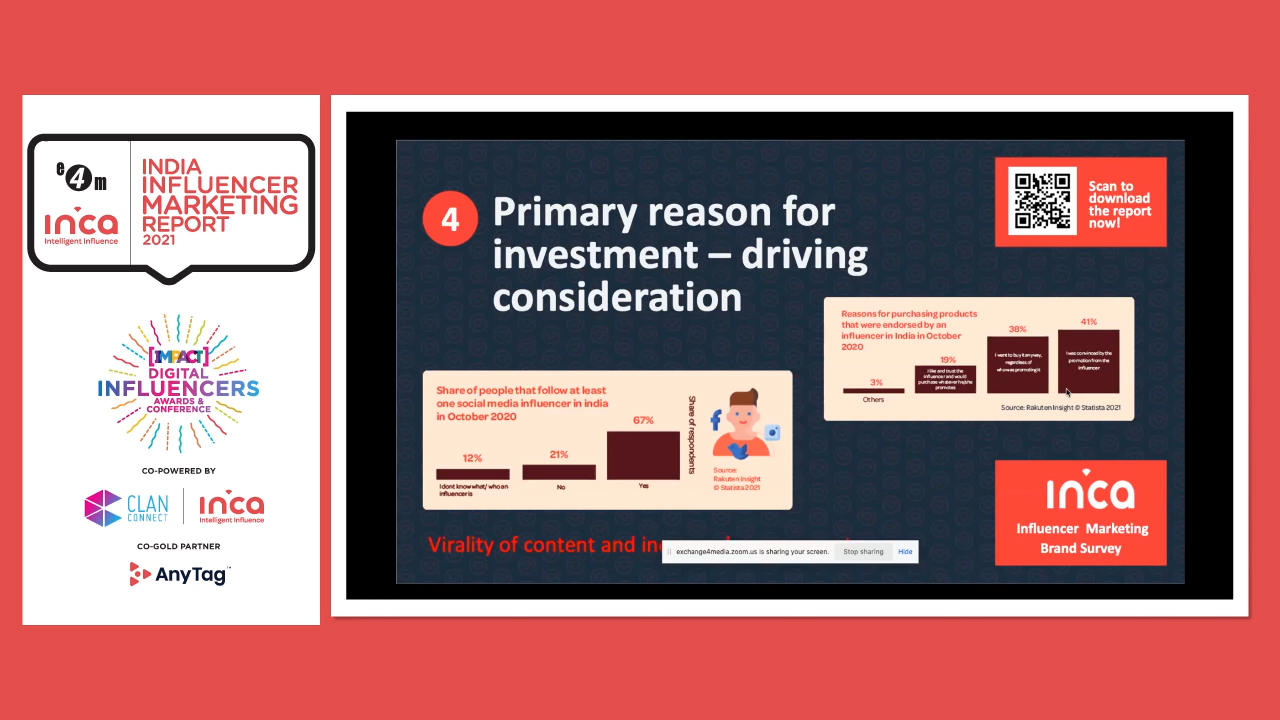 e4m
inca
Intelligent Influence
INDIA
INFLUENCER
MARKETING
REPORT
2021
[IMPACT]
DIGITAL
INFLUENCERS
AWARDS &
CONFERENCE
CO-POWERED BY
CLAN
CONNECT
inca
Intelligent Influence
CO-GOLD PARTNER
AnyTag™
4
Primary reason for
investment – driving
consideration
Scan to
download
the report
now!
Reasons for purchasing products
that were endorsed by an
influencer in India in October
2020
3%
Others
19%
I like and trust the
influencer and would
purchase whatever he/she
promotes
38%
I want to buy it anyway,
regardless of
who was promoting it
41%
I was convinced by the
promotion from the
influencer
Source: Rakuten Insight © Statista 2021
Share of people that follow at least
one social media influencer in india
in October 2020
12%
I dont know what/ who an
influencer is
21%
No
67%
Yes
Share of respondents
Source:
Rakuten Insight
© Statista 2021
Virality of content and
exchange4media.zoom.us is sharing your screen.
Stop sharing
Hide
inca
Influencer Marketing
Brand Survey